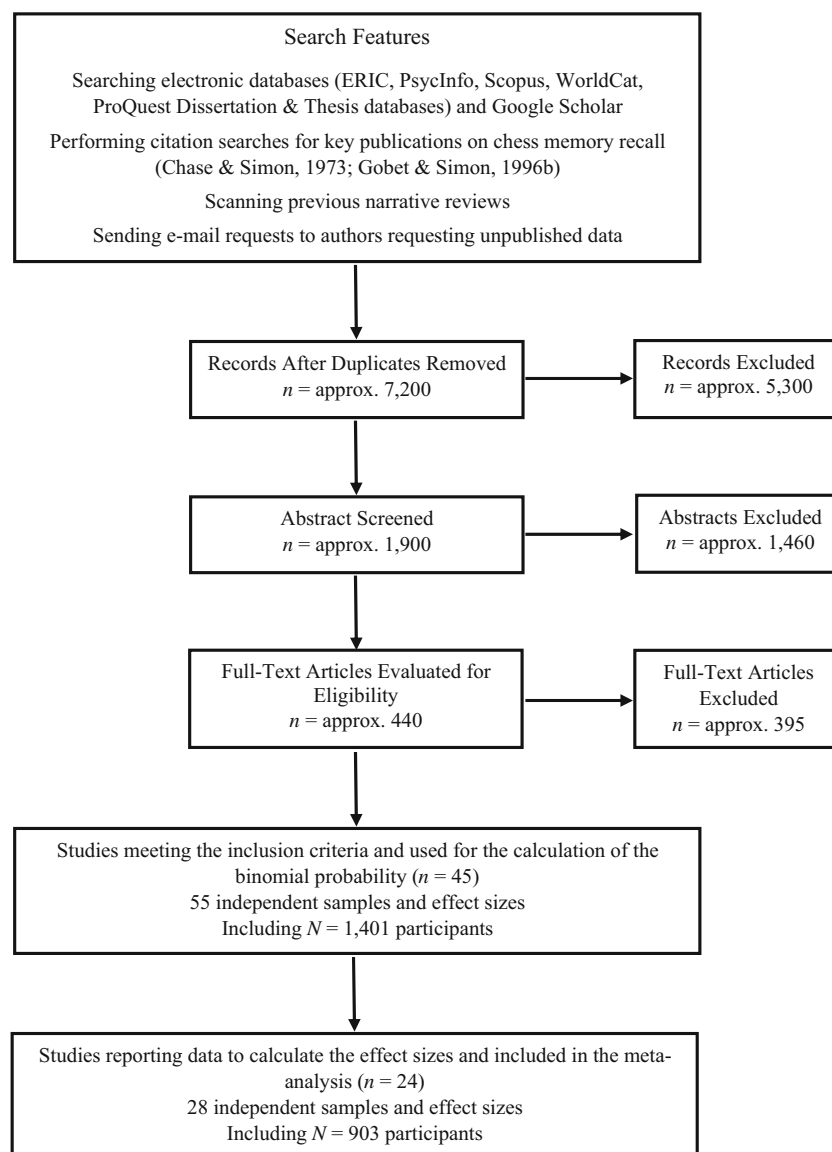 Search Features
Searching electronic databases (ERIC, PsycInfo, Scopus, WorldCat,
ProQuest Dissertation & Thesis databases) and Google Scholar
Performing citation searches for key publications on chess memory recall
(Chase & Simon, 1973; Gobet & Simon, 1996b)
Scanning previous narrative reviews
Sending e-mail requests to authors requesting unpublished data
Records After Duplicates Removed
n = approx. 7,200
Records Excluded
n = approx. 5,300
Abstract Screened
n = approx. 1,900
Abstracts Excluded
n = approx. 1,460
Full-Text Articles Evaluated for
Eligibility
n = approx. 440
Full-Text Articles
Excluded
n = approx. 395
Studies meeting the inclusion criteria and used for the calculation of the
binomial probability (n = 45)
55 independent samples and effect sizes
Including N = 1,401 participants
Studies reporting data to calculate the effect sizes and included in the meta-
analysis (n = 24)
28 independent samples and effect sizes
Including N = 903 participants